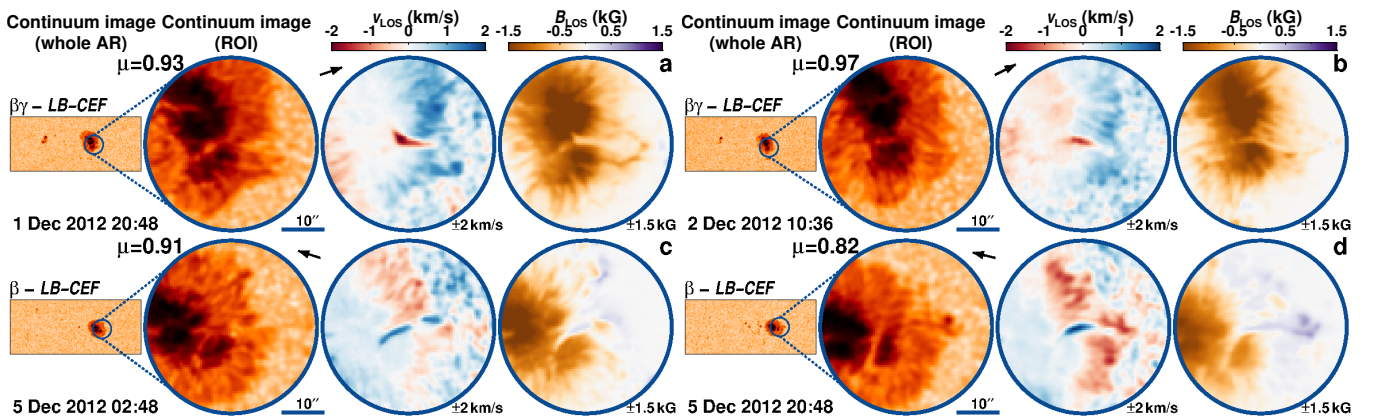 Continuum image (whole AR) Continuum image (ROI) v_LOS (km/s) B_LOS (kG) Continuum image (whole AR) Continuum image (ROI) v_LOS (km/s) B_LOS (kG)
-2 -1 0 1 2 -1.5 -0.5 0.5 1.5 -2 -1 0 1 2 -1.5 -0.5 0.5 1.5
μ=0.93 a μ=0.97 b
βγ – LB-CEF βγ – LB-CEF
1 Dec 2012 20:48 10″ ±2 km/s ±1.5 kG 2 Dec 2012 10:36 10″ ±2 km/s ±1.5 kG
μ=0.91 c μ=0.82 d
β – LB-CEF β – LB-CEF
5 Dec 2012 02:48 10″ ±2 km/s ±1.5 kG 5 Dec 2012 20:48 10″ ±2 km/s ±1.5 kG